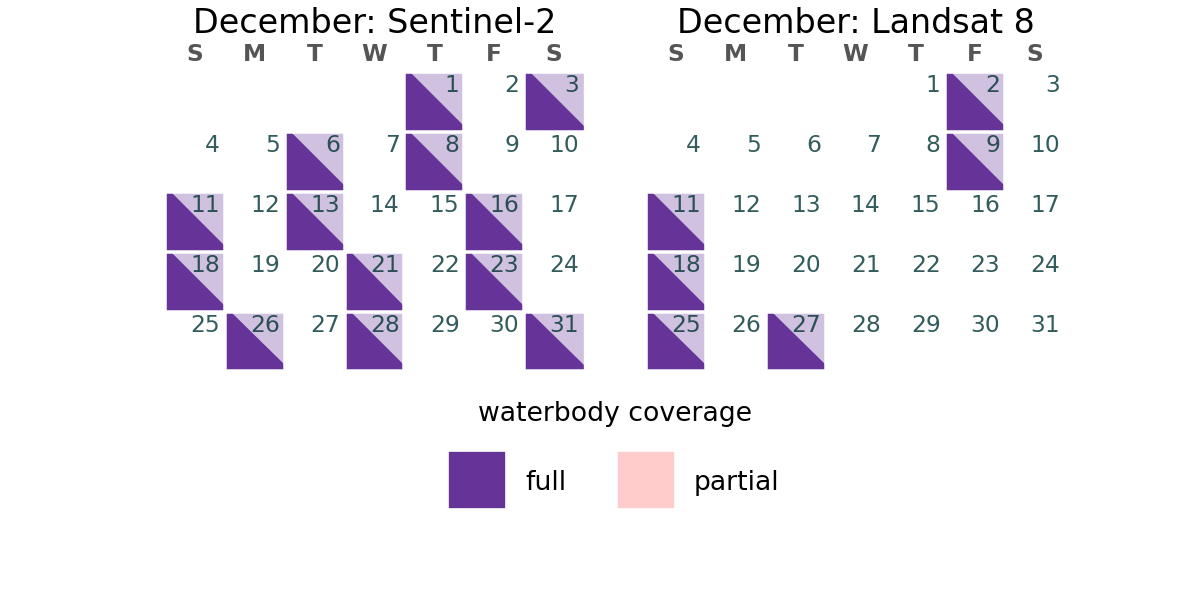 December: Sentinel-2
S M T W T F S
1 2 3
4 5 6 7 8 9 10
11 12 13 14 15 16 17
18 19 20 21 22 23 24
25 26 27 28 29 30 31
December: Landsat 8
S M T W T F S
1 2 3
4 5 6 7 8 9 10
11 12 13 14 15 16 17
18 19 20 21 22 23 24
25 26 27 28 29 30 31
waterbody coverage
full partial